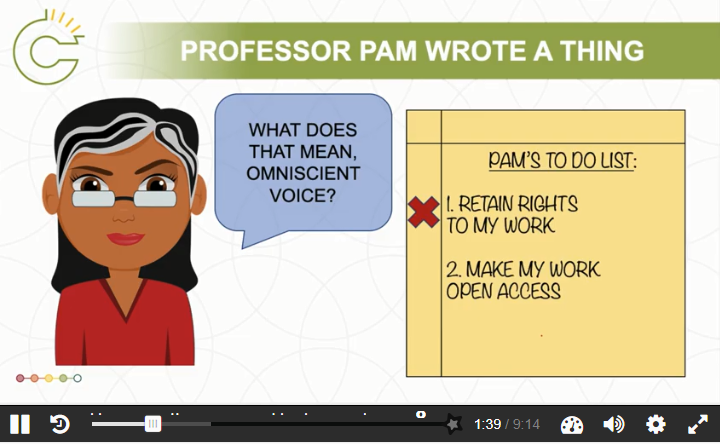 PROFESSOR PAM WROTE A THING
WHAT DOES
THAT MEAN,
OMNISCIENT
VOICE?
PAM'S TO DO LIST:
1. RETAIN RIGHTS
TO MY WORK
2. MAKE MY WORK
OPEN ACCESS
1:39 / 9:14